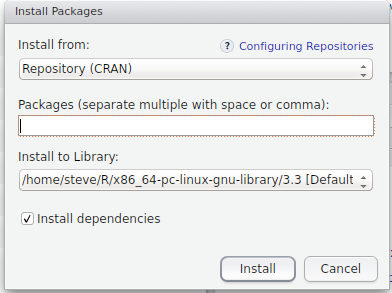 Install Packages
Install from:
? Configuring Repositories
Repository (CRAN)
Packages (separate multiple with space or comma):
Install to Library:
/home/steve/R/x86_64-pc-linux-gnu-library/3.3 [Default
Install dependencies
Install
Cancel